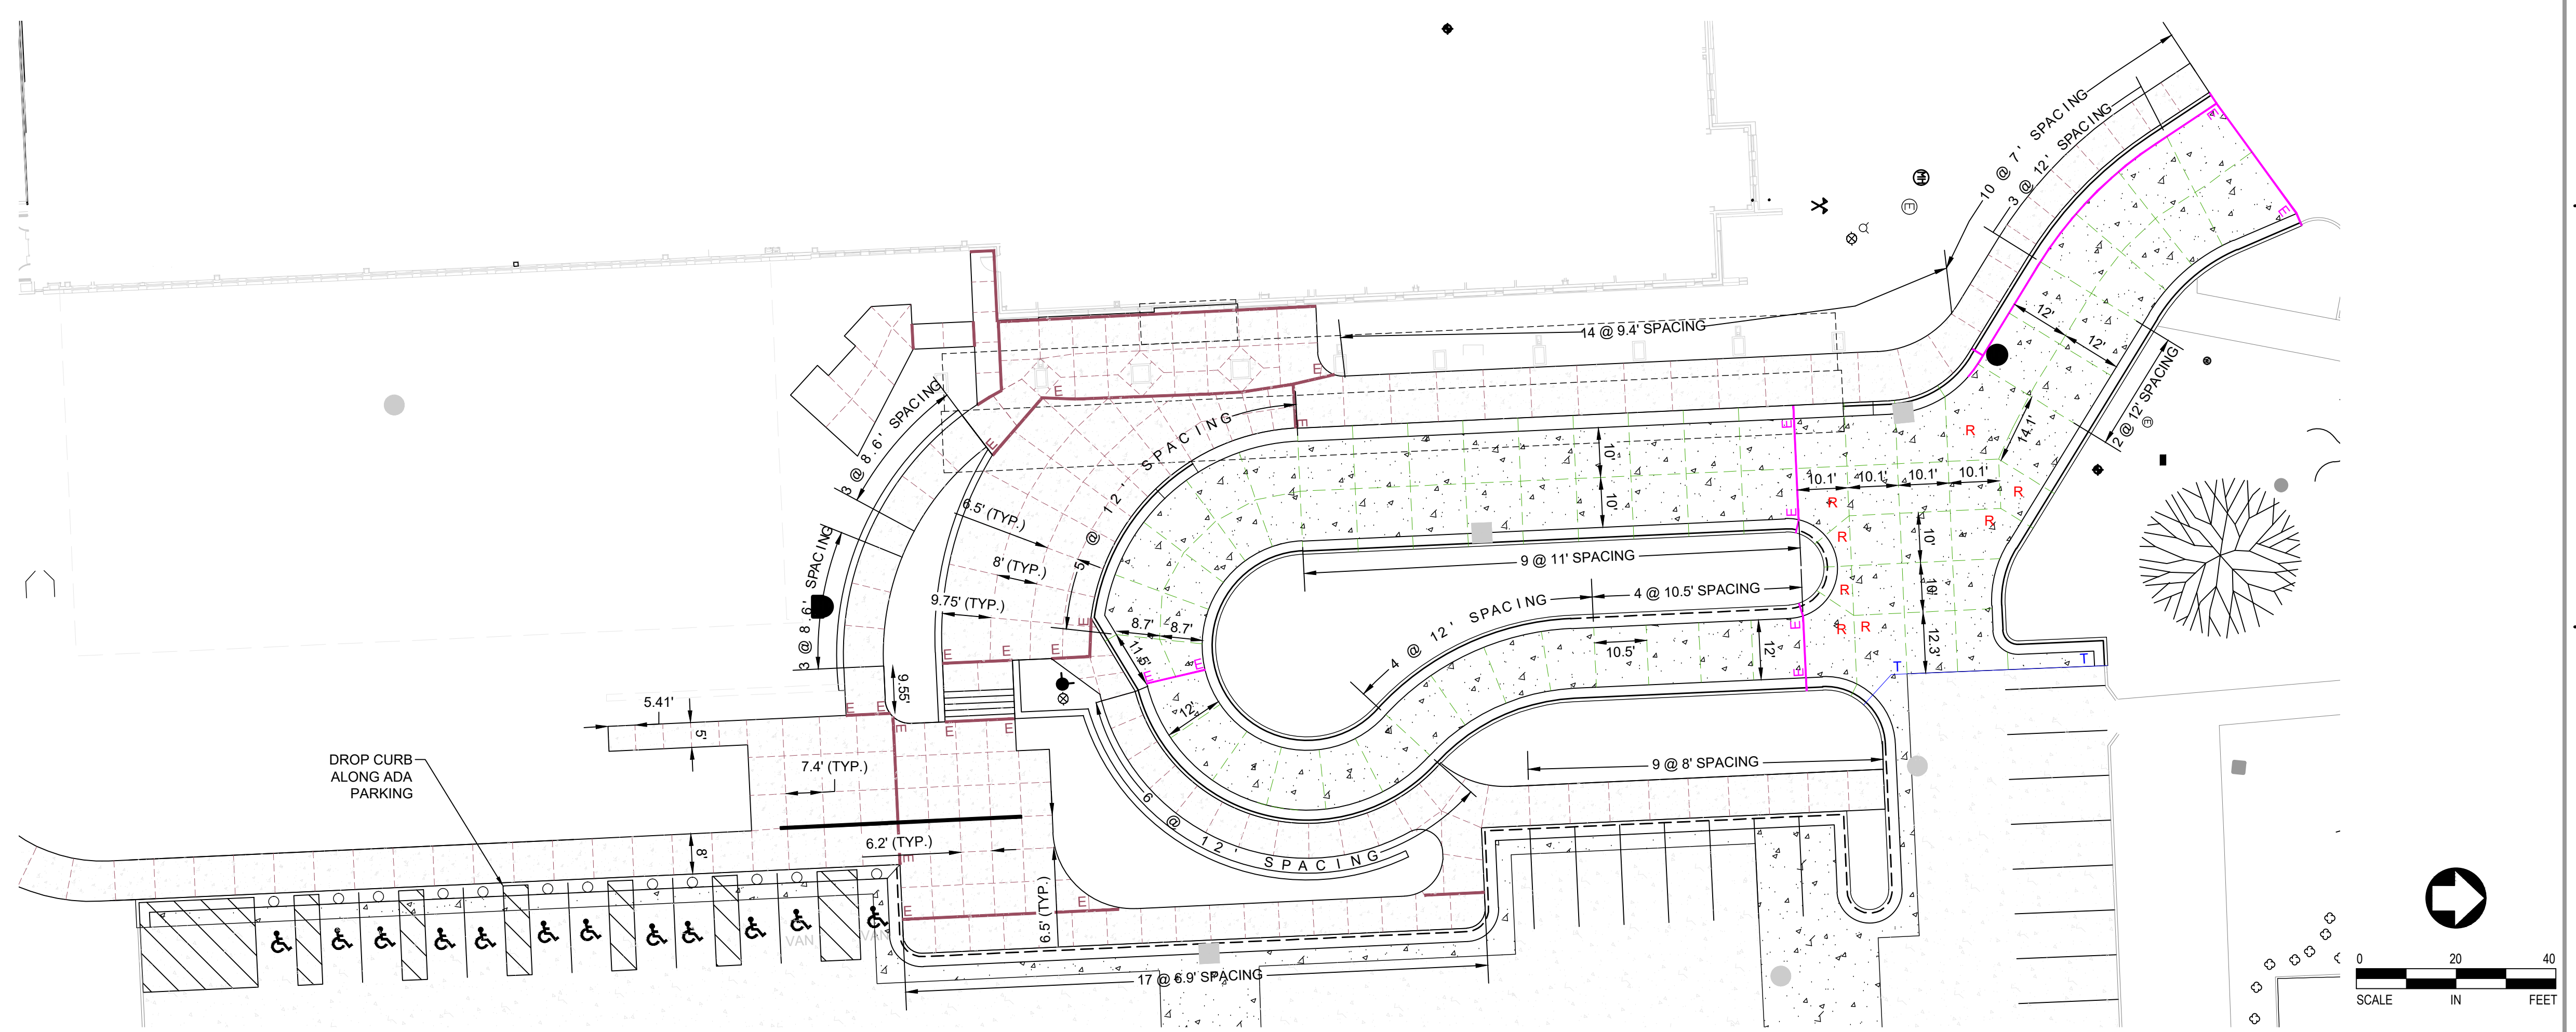 10 @ 7' SPACING
3 @ 12' SPACING
MH
E
E
E
14 @ 9.4' SPACING
12'
12'
2 @ 12' SPACING
E
14.1'
3 @ 8.6' SPACING
E
E
E
E
E
R
5 @ 12' SPACING
10'
10'
10.1'
10.1'
10.1'
10.1'
R
R
R
R
6.5' (TYP.)
E
9 @ 11' SPACING
10'
10'
3 @ 8.6' SPACING
8' (TYP.)
4 @ 10.5' SPACING
R
9.75' (TYP.)
4 @ 12' SPACING
E
E
R
R
8.7'
8.7'
12.3'
E
E
E
11.5'
E
10.5'
12'
E
T
T
9.55'
5.41'
12'
E
E
E
E
E
5'
DROP CURB
ALONG ADA
PARKING
7.4' (TYP.)
9 @ 8' SPACING
6 @ 12' SPACING
8'
6.2' (TYP.)
E
E
E
6.5' (TYP.)
VAN
VAN
17 @ 6.9' SPACING
0 20 40
SCALE IN FEET